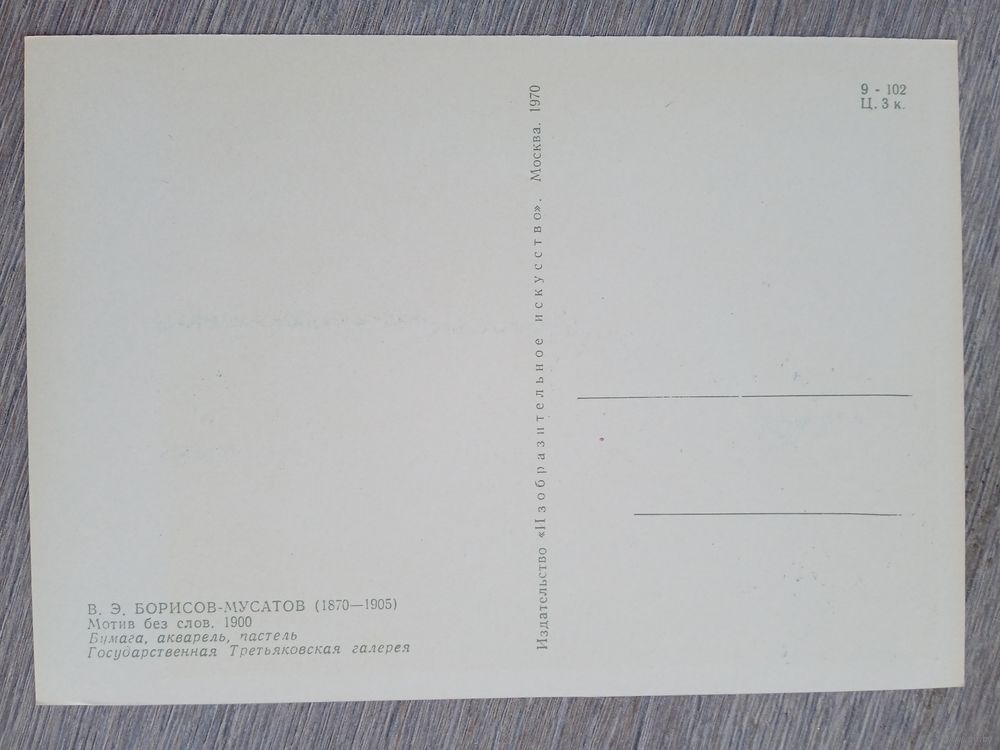 В. Э. БОРИСОВ-МУСАТОВ (1870—1905)
Мотив без слов. 1900
Бумага, акварель, пастель
Государственная Третьяковская галерея
Издательство «Изобразительное искусство». Москва. 1970
9 - 102
Ц. 3 к.